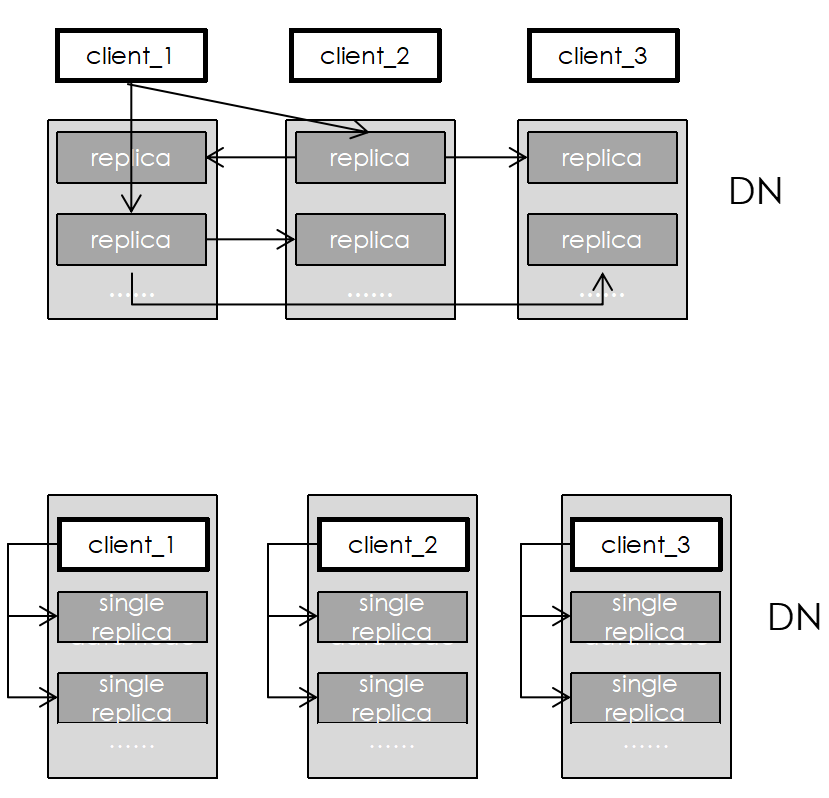 client_1
client_2
client_3
replica
replica
replica
DN
replica
replica
replica
......
......
......
client_1
client_2
client_3
single
replica
single
replica
single
replica
DN
single
replica
single
replica
single
replica
......
......
......